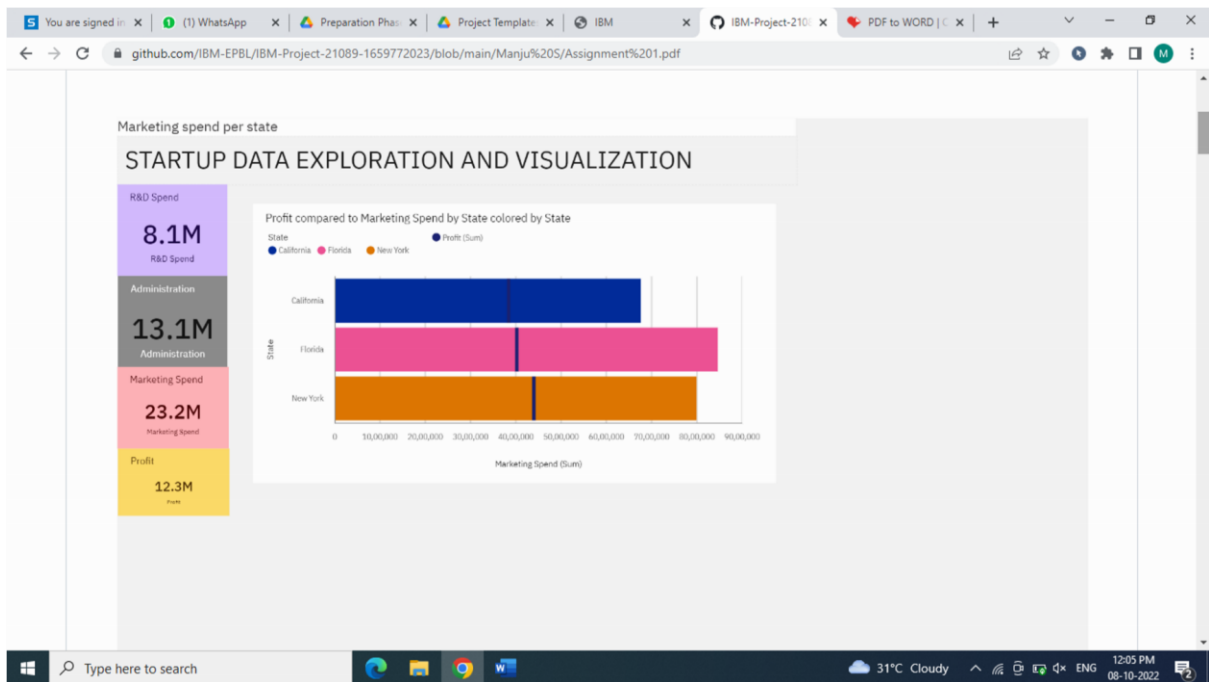 You are signed in
(1) WhatsApp
Preparation Phas
Project Template
IBM
IBM-Project-210
PDF to WORD | C
github.com/IBM-EPBL/IBM-Project-21089-1659772023/blob/main/Manju%20S/Assignment%201.pdf
M
Marketing spend per state
STARTUP DATA EXPLORATION AND VISUALIZATION
R&D Spend
8.1M
R&D Spend
Administration
13.1M
Administration
Marketing Spend
23.2M
Marketing Spend
Profit
12.3M
Profit
Profit compared to Marketing Spend by State colored by State
State
California Florida New York
Profit (Sum)
State
California
Florida
New York
0 10,00,000 20,00,000 30,00,000 40,00,000 50,00,000 60,00,000 70,00,000 80,00,000 90,00,000
Marketing Spend (Sum)
Type here to search
31°C Cloudy
ENG
12:05 PM
08-10-2022
2